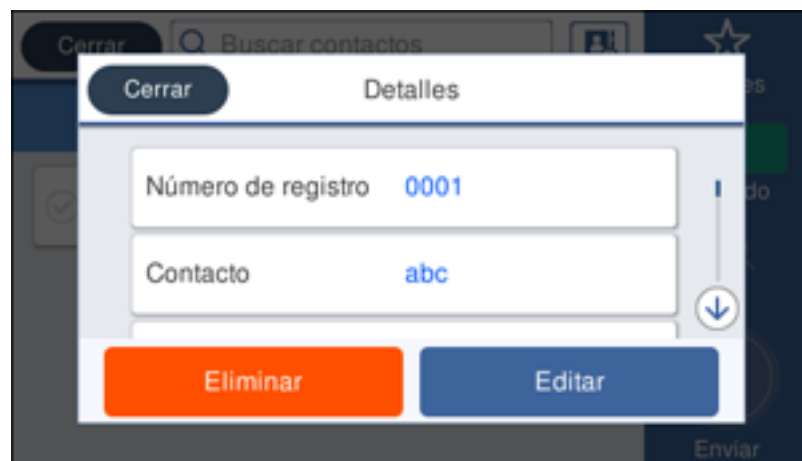 Cerrar
Buscar contactos
Cerrar
Detalles
Número de registro 0001
Contacto abc
Eliminar
Editar
Enviar